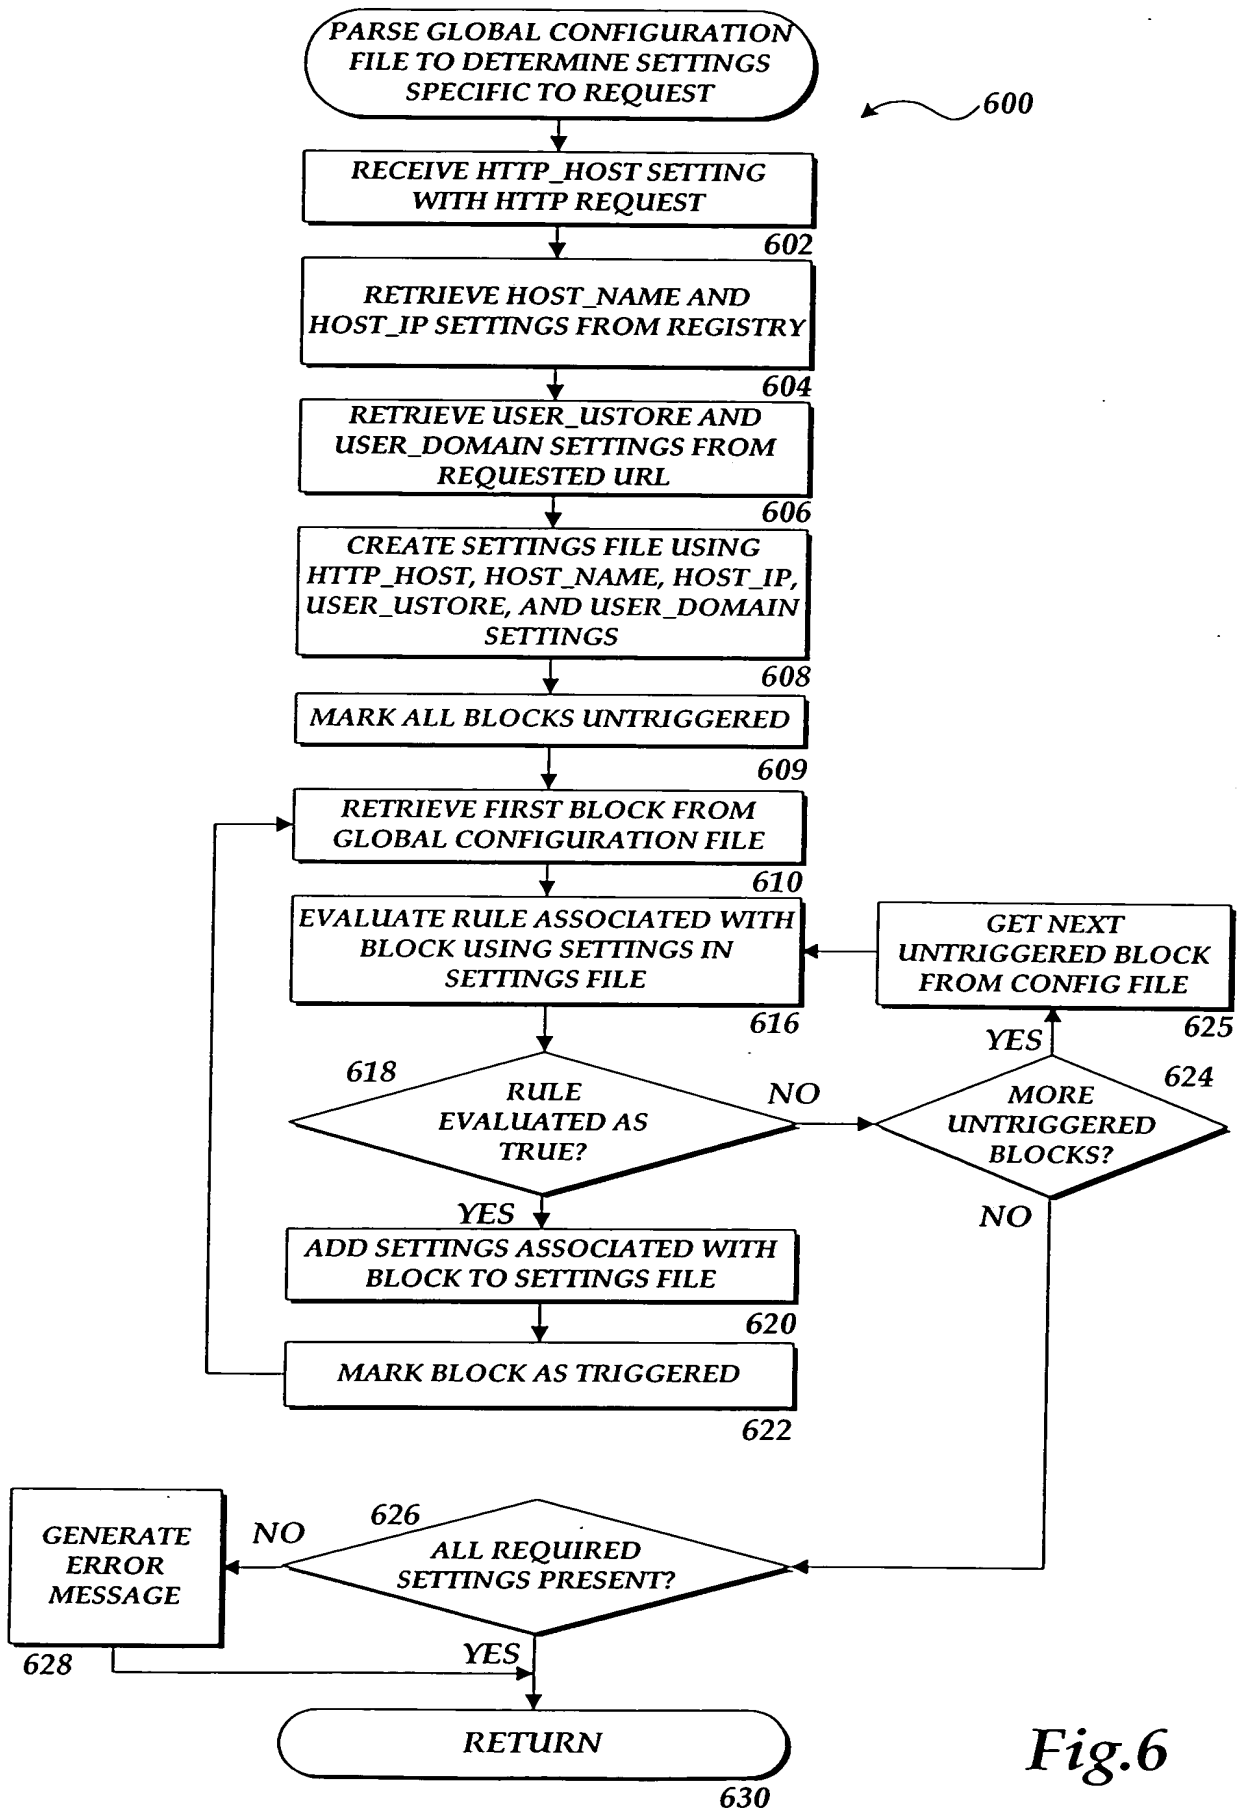 PARSE GLOBAL CONFIGURATION
FILE TO DETERMINE SETTINGS
SPECIFIC TO REQUEST
600
RECEIVE HTTP_HOST SETTING
WITH HTTP REQUEST
602
RETRIEVE HOST_NAME AND
HOST_IP SETTINGS FROM REGISTRY
604
RETRIEVE USER_USTORE AND
USER_DOMAIN SETTINGS FROM
REQUESTED URL
606
CREATE SETTINGS FILE USING
HTTP_HOST, HOST_NAME, HOST_IP,
USER_USTORE, AND USER_DOMAIN
SETTINGS
608
MARK ALL BLOCKS UNTRIGGERED
609
RETRIEVE FIRST BLOCK FROM
GLOBAL CONFIGURATION FILE
610
EVALUATE RULE ASSOCIATED WITH
BLOCK USING SETTINGS IN
SETTINGS FILE
616
GET NEXT
UNTRIGGERED BLOCK
FROM CONFIG FILE
625
YES
618
RULE
EVALUATED AS
TRUE?
NO
624
MORE
UNTRIGGERED
BLOCKS?
YES
NO
ADD SETTINGS ASSOCIATED WITH
BLOCK TO SETTINGS FILE
620
MARK BLOCK AS TRIGGERED
622
626
ALL REQUIRED
SETTINGS PRESENT?
NO
GENERATE
ERROR
MESSAGE
628
YES
RETURN
630
Fig.6